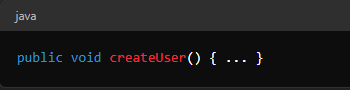 java
public void createUser() { ... }